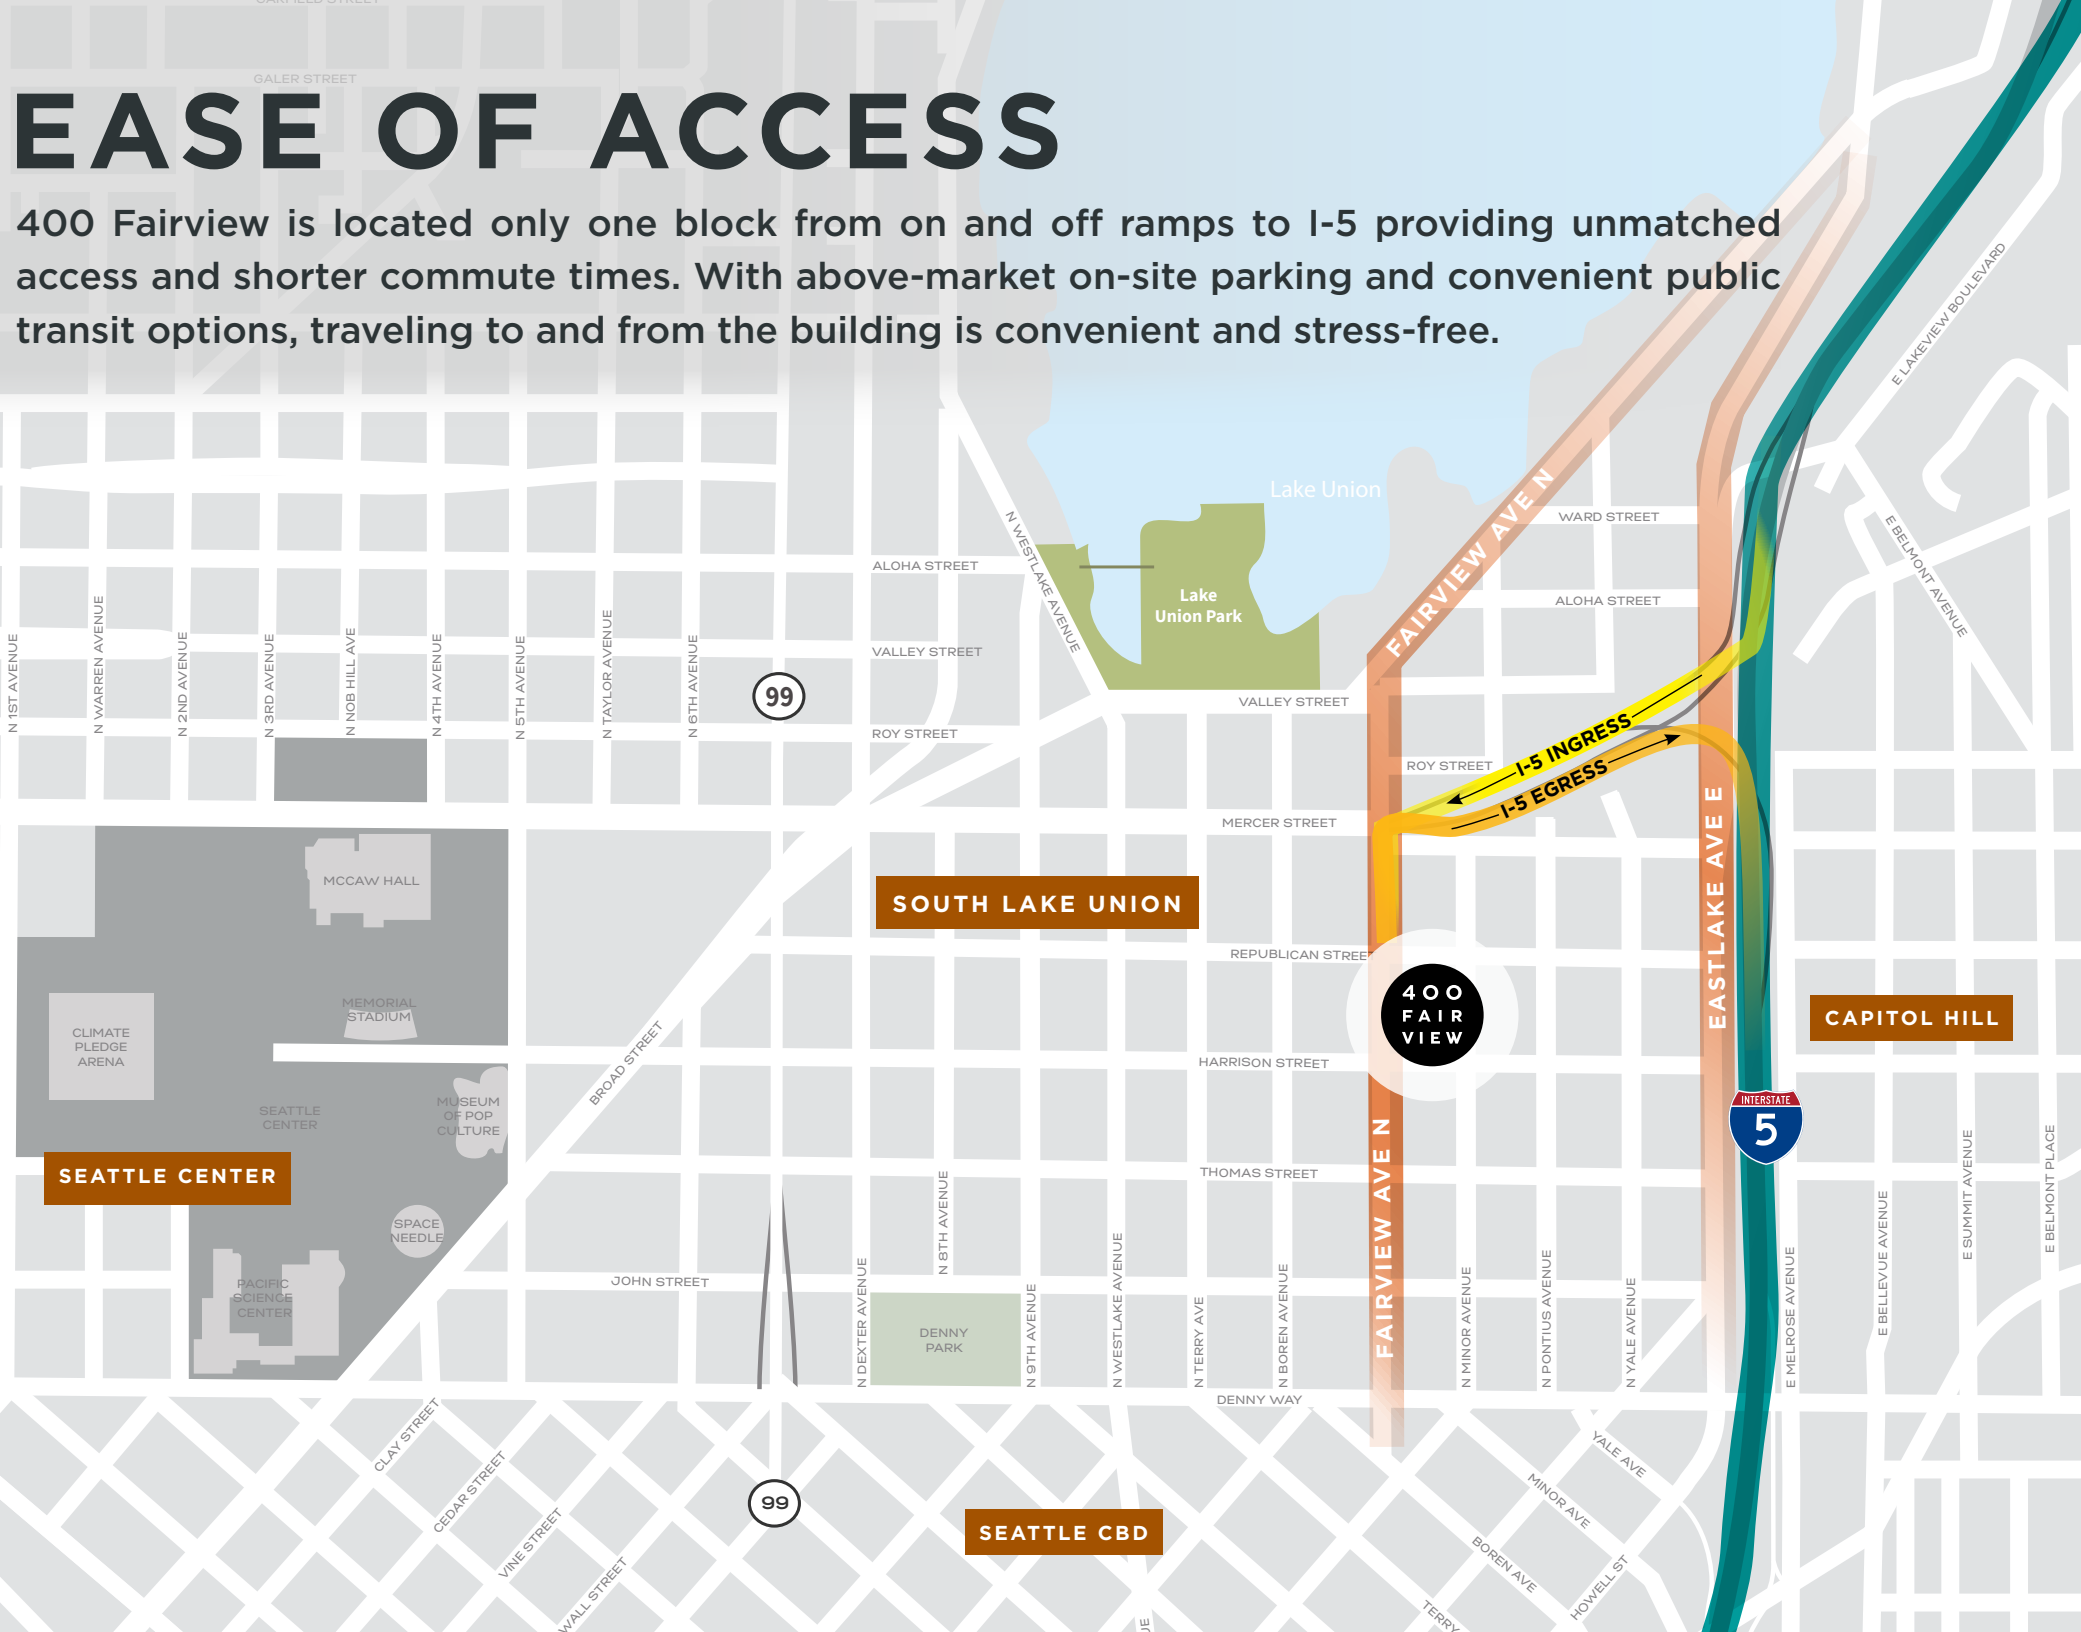 GALER STREET
EASE OF ACCESS
400 Fairview is located only one block from on and off ramps to I-5 providing unmatched
access and shorter commute times. With above-market on-site parking and convenient public
transit options, traveling to and from the building is convenient and stress-free.
E LAKEVIEW BOULEVARD
Lake Union
FAIRVIEW AVE N
WARD STREET
N WESTLAKE AVENUE
E BELMONT AVENUE
ALOHA STREET
Lake
Union Park
ALOHA STREET
N 1ST AVENUE
N WARREN AVENUE
N 2ND AVENUE
N 3RD AVENUE
N NOB HILL AVE
N 4TH AVENUE
N 5TH AVENUE
N TAYLOR AVENUE
N 6TH AVENUE
VALLEY STREET
99
VALLEY STREET
ROY STREET
I-5 INGRESS
ROY STREET
I-5 EGRESS
MERCER STREET
EASTLAKE AVE E
MCCAW HALL
SOUTH LAKE UNION
REPUBLICAN STREE
400
FAIR
VIEW
CAPITOL HILL
MEMORIAL
STADIUM
CLIMATE
PLEDGE
ARENA
BROAD STREET
HARRISON STREET
SEATTLE
CENTER
MUSEUM
OF POP
CULTURE
INTERSTATE
5
SEATTLE CENTER
THOMAS STREET
FAIRVIEW AVE N
SPACE
NEEDLE
PACIFIC
SCIENCE
CENTER
JOHN STREET
N DEXTER AVENUE
N 8TH AVENUE
DENNY
PARK
N 9TH AVENUE
N WESTLAKE AVENUE
N TERRY AVE
N BOREN AVENUE
N MINOR AVENUE
N PONTIUS AVENUE
N YALE AVENUE
E MELROSE AVENUE
E BELLEVUE AVENUE
E SUMMIT AVENUE
E BELMONT PLACE
DENNY WAY
CLAY STREET
CEDAR STREET
VINE STREET
WALL STREET
99
SEATTLE CBD
YALE AVE
MINOR AVE
BOREN AVE
HOWELL ST
TERRY